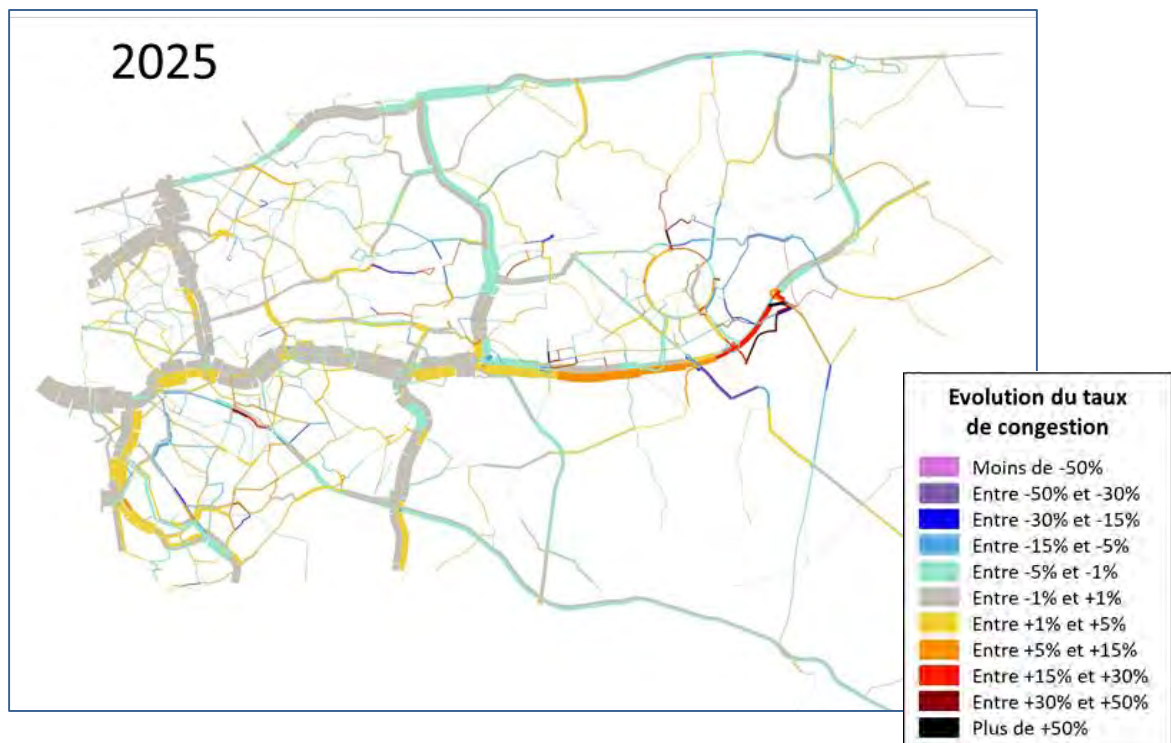 2025
Evolution du taux
de congestion
Moins de -50%
Entre -50% et -30%
Entre -30% et -15%
Entre -15% et -5%
Entre -5% et -1%
Entre -1% et +1%
Entre +1% et +5%
Entre +5% et +15%
Entre +15% et +30%
Entre +30% et +50%
Plus de +50%